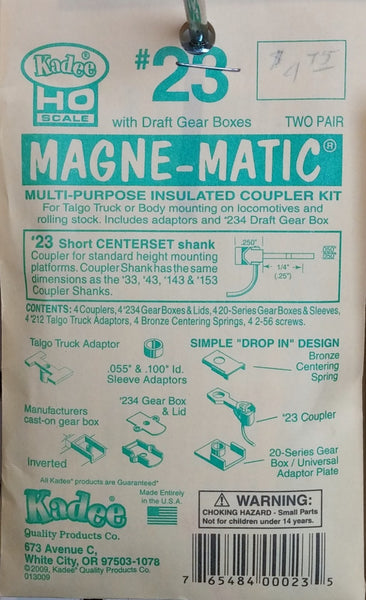 Kadee®
HO
SCALE
#23
$4.75
with Draft Gear Boxes
TWO PAIR
MAGNE-MATIC®
MULTI-PURPOSE INSULATED COUPLER KIT
For Talgo Truck or Body mounting on locomotives and
rolling stock. Includes adaptors and #234 Draft Gear Box
#23 Short CENTERSET shank
Coupler for standard height mounting
platforms. Coupler Shank has the same
dimensions as the #33, #43, #143 & #153
Coupler Shanks.
.250"
.050"
.050"
1/4"
(.25")
CONTENTS: 4 Couplers, 4 #234 Gear Boxes & Lids, 4 20-Series Gear Boxes & Sleeves,
4 #212 Talgo Truck Adaptors, 4 Bronze Centering Springs, 4 2-56 screws.
Talgo Truck Adaptor
.055" & .100" Id.
Sleeve Adaptors
Manufacturers
cast-on gear box
#234 Gear Box
& Lid
Inverted
SIMPLE "DROP IN" DESIGN
Bronze
Centering
Spring
#23 Coupler
20-Series Gear
Box / Universal
Adaptor Plate
All Kadee® products are Guaranteed*
Kadee®
Quality Products Co.
673 Avenue C,
White City, OR 97503-1078
©2009, Kadee® Quality Products Co.
013009
Made Entirely
in the U.S.A.
WARNING:
CHOKING HAZARD - Small Parts
Not for children under 14 years.
7 65484 00023 5